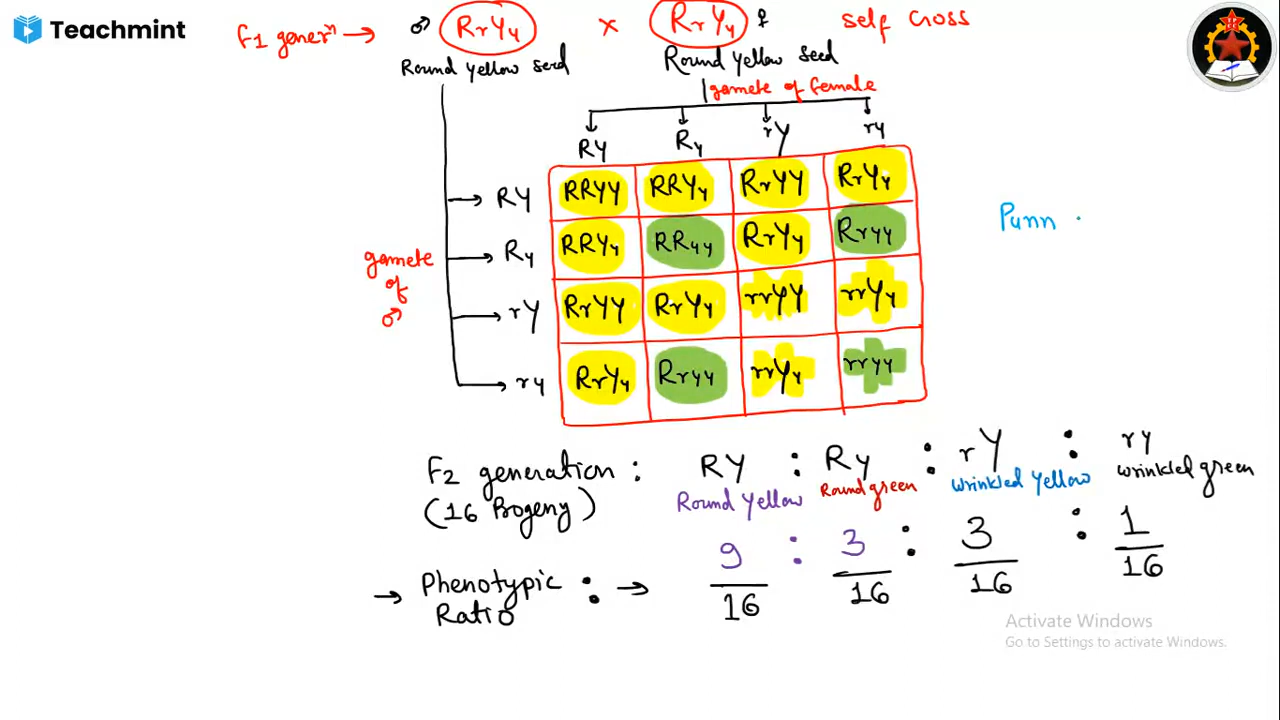 Teachmint
F1 generⁿ → ♂ RrYy × RrYy ♀ self cross
Round yellow seed Round yellow seed
gamete of female
RY Ry rY ry
→ RY RRYY RRYy RrYY RrYy
→ Ry RRYy RRyy RrYy Rryy
→ rY RrYY RrYy rrYY rrYy
→ ry RrYy Rryy rrYy rryy
gamete
of
♂
Punn
F2 generation : RY : Ry : rY : ry
(16 Progeny) Round Yellow Round green Wrinkled Yellow wrinkled green
→ Phenotypic Ratio : → 9/16 : 3/16 : 3/16 : 1/16
Activate Windows
Go to Settings to activate Windows.